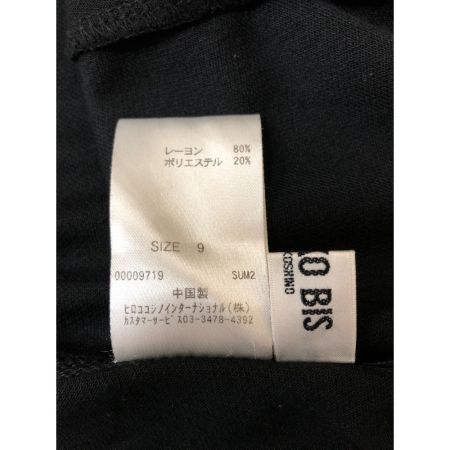 レーヨン 80%
ポリエステル 20%
SIZE 9
00009719 SUM2
中国製
ヒロココシノインターナショナル(株)
カスタマーサービス03-3478-4392
KO BIS
KOSHINO